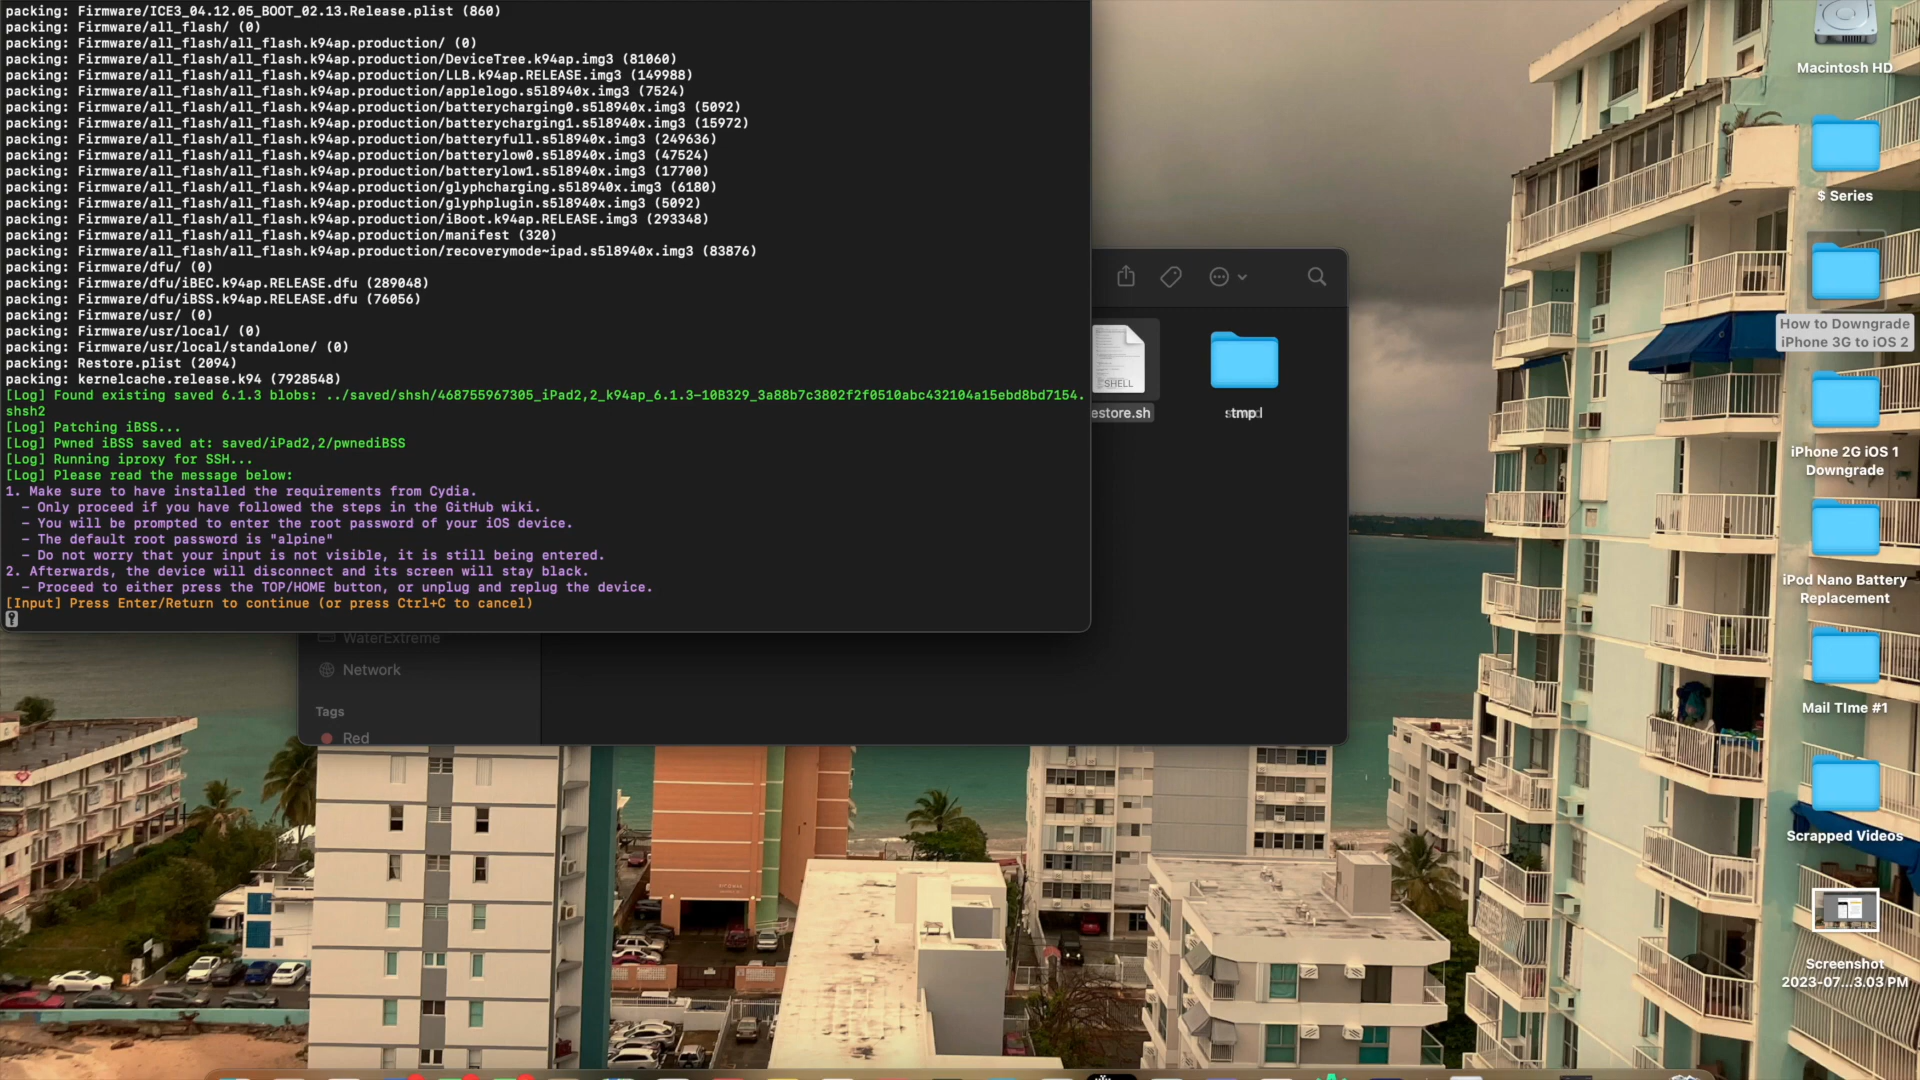 packing: Firmware/ICE3_04.12.05_BOOT_02.13.Release.plist (860)
packing: Firmware/all_flash/ (0)
packing: Firmware/all_flash/all_flash.k94ap.production/ (0)
packing: Firmware/all_flash/all_flash.k94ap.production/DeviceTree.k94ap.img3 (81060)
packing: Firmware/all_flash/all_flash.k94ap.production/LLB.k94ap.RELEASE.img3 (149988)
packing: Firmware/all_flash/all_flash.k94ap.production/applelogo.s5l8940x.img3 (7524)
packing: Firmware/all_flash/all_flash.k94ap.production/batterycharging0.s5l8940x.img3 (5092)
packing: Firmware/all_flash/all_flash.k94ap.production/batterycharging1.s5l8940x.img3 (15972)
packing: Firmware/all_flash/all_flash.k94ap.production/batteryfull.s5l8940x.img3 (249636)
packing: Firmware/all_flash/all_flash.k94ap.production/batterylow0.s5l8940x.img3 (47524)
packing: Firmware/all_flash/all_flash.k94ap.production/batterylow1.s5l8940x.img3 (17700)
packing: Firmware/all_flash/all_flash.k94ap.production/glyphcharging.s5l8940x.img3 (6180)
packing: Firmware/all_flash/all_flash.k94ap.production/glyphplugin.s5l8940x.img3 (5092)
packing: Firmware/all_flash/all_flash.k94ap.production/iBoot.k94ap.RELEASE.img3 (293348)
packing: Firmware/all_flash/all_flash.k94ap.production/manifest (320)
packing: Firmware/all_flash/all_flash.k94ap.production/recoverymode~ipad.s5l8940x.img3 (83876)
packing: Firmware/dfu/ (0)
packing: Firmware/dfu/iBEC.k94ap.RELEASE.dfu (289048)
packing: Firmware/dfu/iBSS.k94ap.RELEASE.dfu (76056)
packing: Firmware/usr/ (0)
packing: Firmware/usr/local/ (0)
packing: Firmware/usr/local/standalone/ (0)
packing: Restore.plist (2094)
packing: kernelcache.release.k94 (7928548)
[Log] Found existing saved 6.1.3 blobs: ../saved/shsh/468755967305_iPad2,2_k94ap_6.1.3-10B329_3a88b7c3802f2f0510abc432104a15ebd8bd7154.
shsh2
[Log] Patching iBSS...
[Log] Pwned iBSS saved at: saved/iPad2,2/pwnediBSS
[Log] Running iproxy for SSH...
[Log] Please read the message below:
1. Make sure to have installed the requirements from Cydia.
- Only proceed if you have followed the steps in the GitHub wiki.
- You will be prompted to enter the root password of your iOS device.
- The default root password is "alpine"
- Do not worry that your input is not visible, it is still being entered.
2. Afterwards, the device will disconnect and its screen will stay black.
- Proceed to either press the TOP/HOME button, or unplug and replug the device.
[Input] Press Enter/Return to continue (or press Ctrl+C to cancel)
SHELL
estore.sh
WaterExtreme
Network
Tags
Red
Macintosh HD
$ Series
How to Downgrade
iPhone 3G to iOS 2
iPhone 2G iOS 1
Downgrade
iPod Nano Battery
Replacement
Mail TIme #1
Scrapped Videos
Screenshot
2023-07...3.03 PM